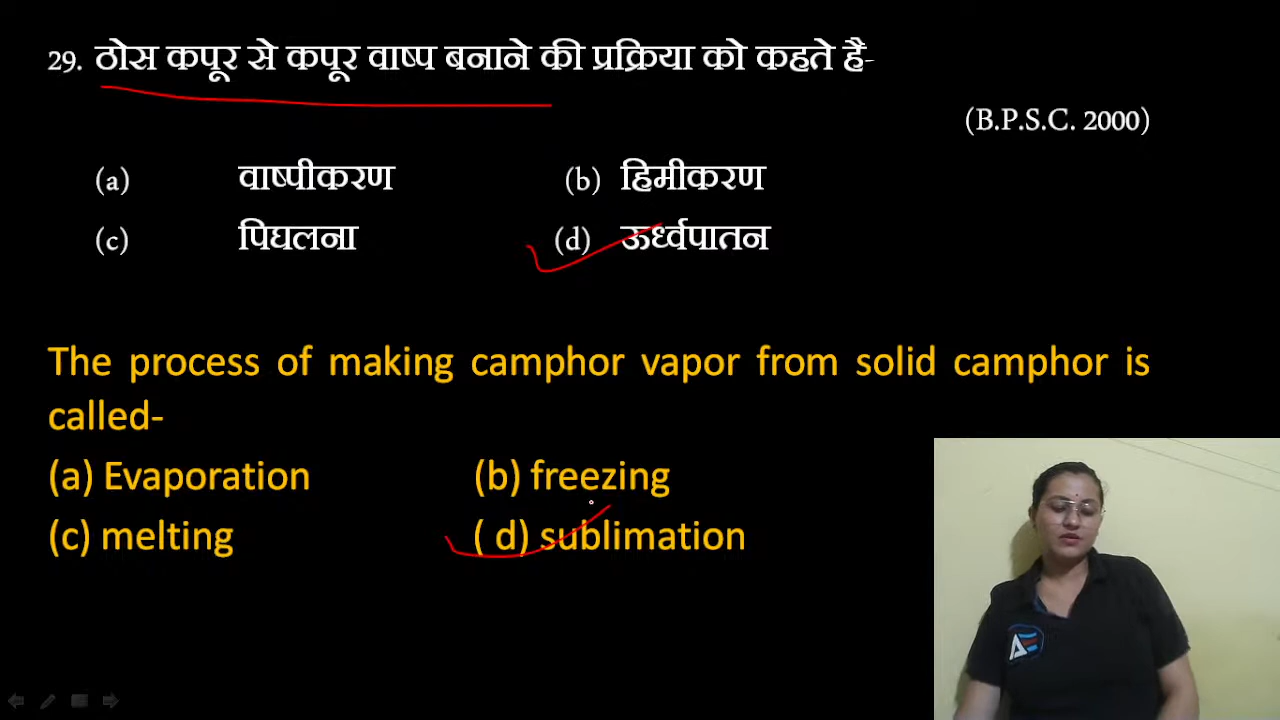 29. ठोस कपूर से कपूर वाष्प बनाने की प्रक्रिया को कहते हैं-
(B.P.S.C. 2000)
(a) वाष्पीकरण (b) हिमीकरण
(c) पिघलना (d) ऊर्ध्वपातन
The process of making camphor vapor from solid camphor is
called-
(a) Evaporation (b) freezing
(c) melting ( d) sublimation